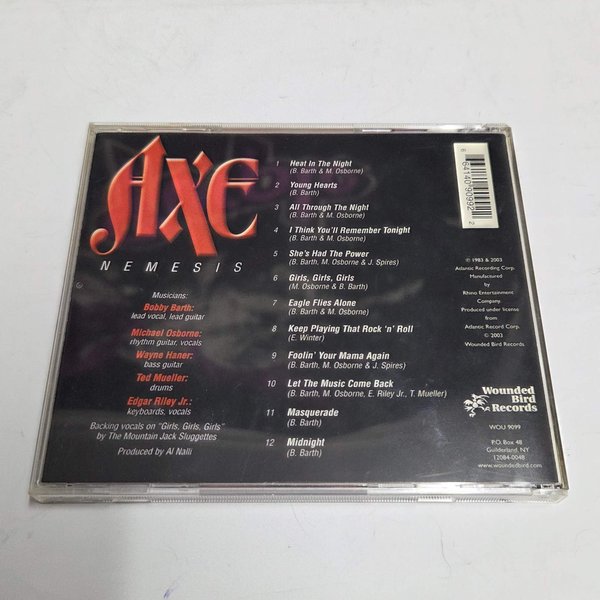 AXE
NEMESIS
Musicians:
Bobby Barth:
lead vocal, lead guitar
Michael Osborne:
rhythm guitar, vocals
Wayne Haner:
bass guitar
Ted Mueller:
drums
Edgar Riley Jr.:
keyboards, vocals
Backing vocals on "Girls, Girls, Girls"
by The Mountain Jack Sluggettes
Produced by Al Nalli
1 Heat In The Night
(B. Barth & M. Osborne)
2 Young Hearts
(B. Barth)
3 All Through The Night
(B. Barth & M. Osborne)
4 I Think You'll Remember Tonight
(B. Barth & M. Osborne)
5 She's Had The Power
(B. Barth, M. Osborne & J. Spires)
6 Girls, Girls, Girls
(M. Osborne & B. Barth)
7 Eagle Flies Alone
(B. Barth & M. Osborne)
8 Keep Playing That Rock 'n' Roll
(E. Winter)
9 Foolin' Your Mama Again
(B. Barth, M. Osborne & J. Spires)
10 Let The Music Come Back
(B. Barth, M. Osborne, E. Riley Jr., T. Mueller)
11 Masquerade
(B. Barth)
12 Midnight
(B. Barth)
6 64140 90992 2
℗ 1983 & 2003
Atlantic Recording Corp.
Manufactured by
Rhino Entertainment
Company.
Produced under license
from
Atlantic Record Corp.
© 2003
Wounded Bird Records
Wounded
Bird
Records
WOU 9099
P.O. Box 48
Guilderland, NY
12084-0048
www.woundedbird.com